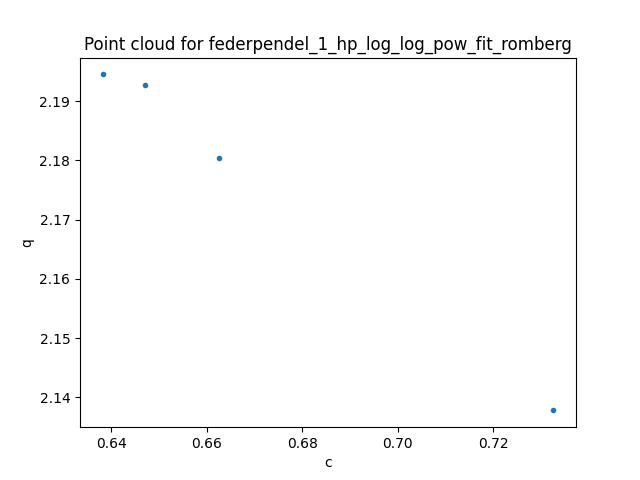 Point cloud for federpendel_1_hp_log_log_pow_fit_romberg
2.19
2.18
2.17
2.16
2.15
2.14
q
0.64 0.66 0.68 0.70 0.72
c